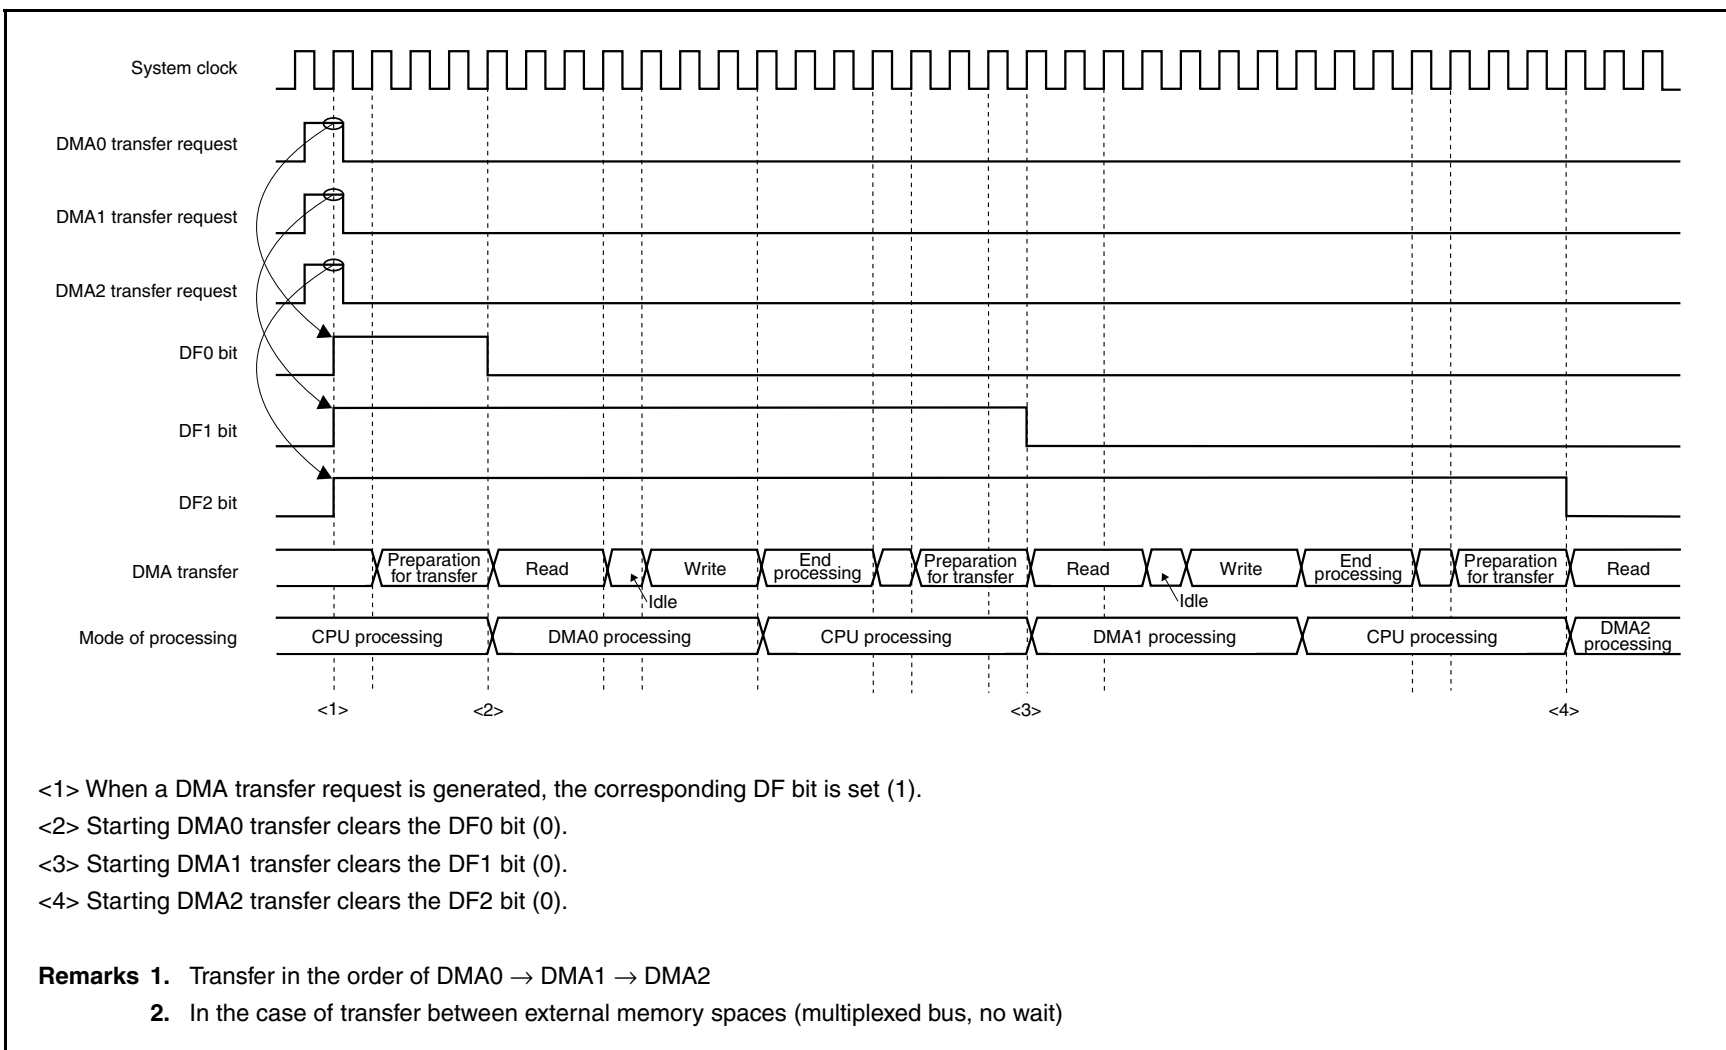 System clock
DMA0 transfer request
DMA1 transfer request
DMA2 transfer request
DF0 bit
DF1 bit
DF2 bit
DMA transfer
Preparation
for transfer
Read
Idle
Write
End
processing
Preparation
for transfer
Read
Idle
Write
End
processing
Preparation
for transfer
Read
Mode of processing
CPU processing
DMA0 processing
CPU processing
DMA1 processing
CPU processing
DMA2
processing
<1>
<2>
<3>
<4>
<1> When a DMA transfer request is generated, the corresponding DF bit is set (1).
<2> Starting DMA0 transfer clears the DF0 bit (0).
<3> Starting DMA1 transfer clears the DF1 bit (0).
<4> Starting DMA2 transfer clears the DF2 bit (0).
Remarks 1. Transfer in the order of DMA0 → DMA1 → DMA2
2. In the case of transfer between external memory spaces (multiplexed bus, no wait)